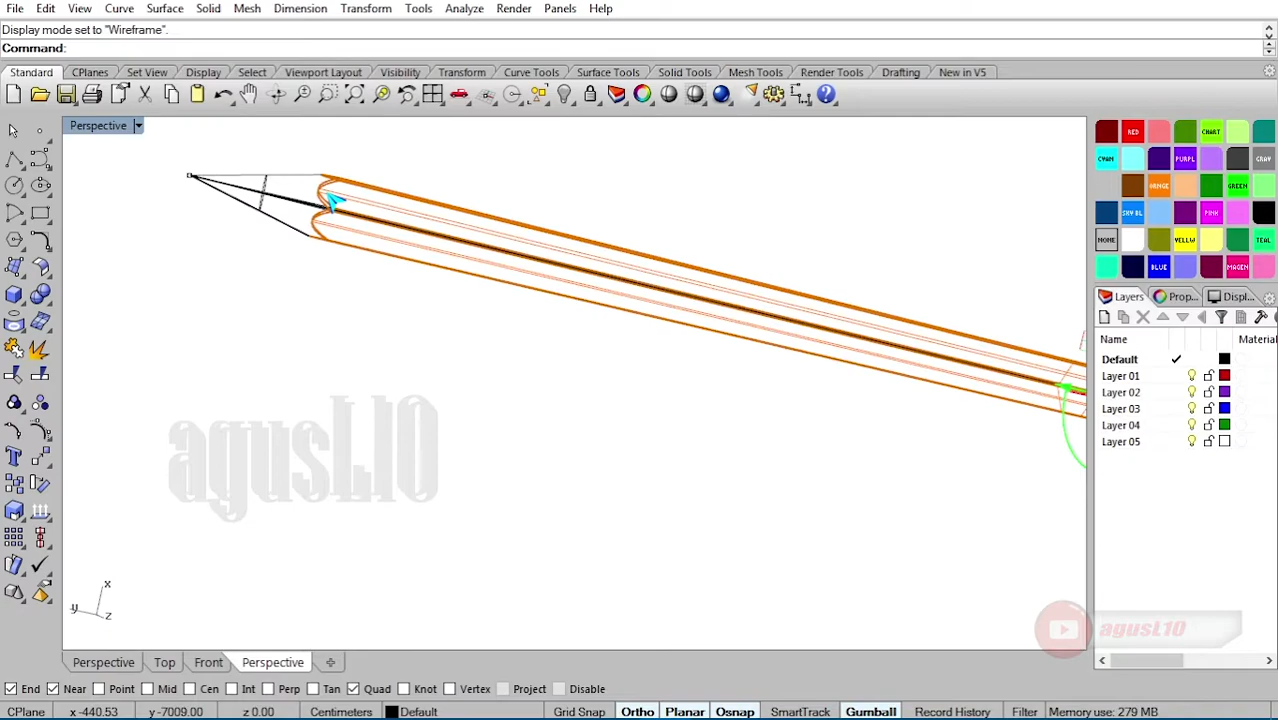 File Edit View Curve Surface Solid Mesh Dimension Transform Tools Analyze Render Panels Help
Display mode set to "Wireframe".
Command:
Standard CPlanes Set View Display Select Viewport Layout Visibility Transform Curve Tools Surface Tools Solid Tools Mesh Tools Render Tools Drafting New in V5
Perspective
RED CHART
CYAN PURPL GRAY
ORNGE GREEN
SKY BL PINK
NONE YELLW TEAL
BLUE MAGEN
Layers Prop... Displ...
Name Material
Default
Layer 01
Layer 02
Layer 03
Layer 04
Layer 05
agusL10
x
y
z
agusL10
Perspective Top Front Perspective
End Near Point Mid Cen Int Perp Tan Quad Knot Vertex Project Disable
CPlane x -440.53 y -7009.00 z 0.00 Centimeters Default Grid Snap Ortho Planar Osnap SmartTrack Gumball Record History Filter Memory use: 279 MB